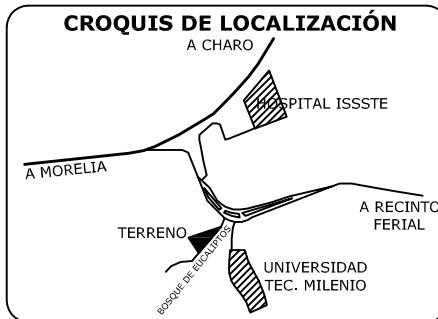 CROQUIS DE LOCALIZACIÓN
A CHARO
HOSPITAL ISSSTE
A MORELIA
A RECINTO
FERIAL
TERRENO
BOSQUE DE EUCALIPTOS
UNIVERSIDAD
TEC. MILENIO